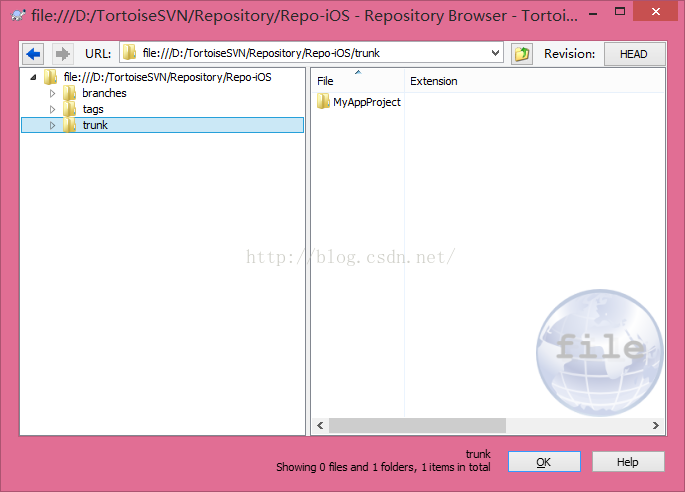 file:///D:/TortoiseSVN/Repository/Repo-iOS - Repository Browser - Tortoi...
URL: file:///D:/TortoiseSVN/Repository/Repo-iOS/trunk Revision: HEAD
file:///D:/TortoiseSVN/Repository/Repo-iOS
branches
tags
trunk
File Extension
MyAppProject
http://blog.csdn.net/
file
trunk
Showing 0 files and 1 folders, 1 items in total
OK Help